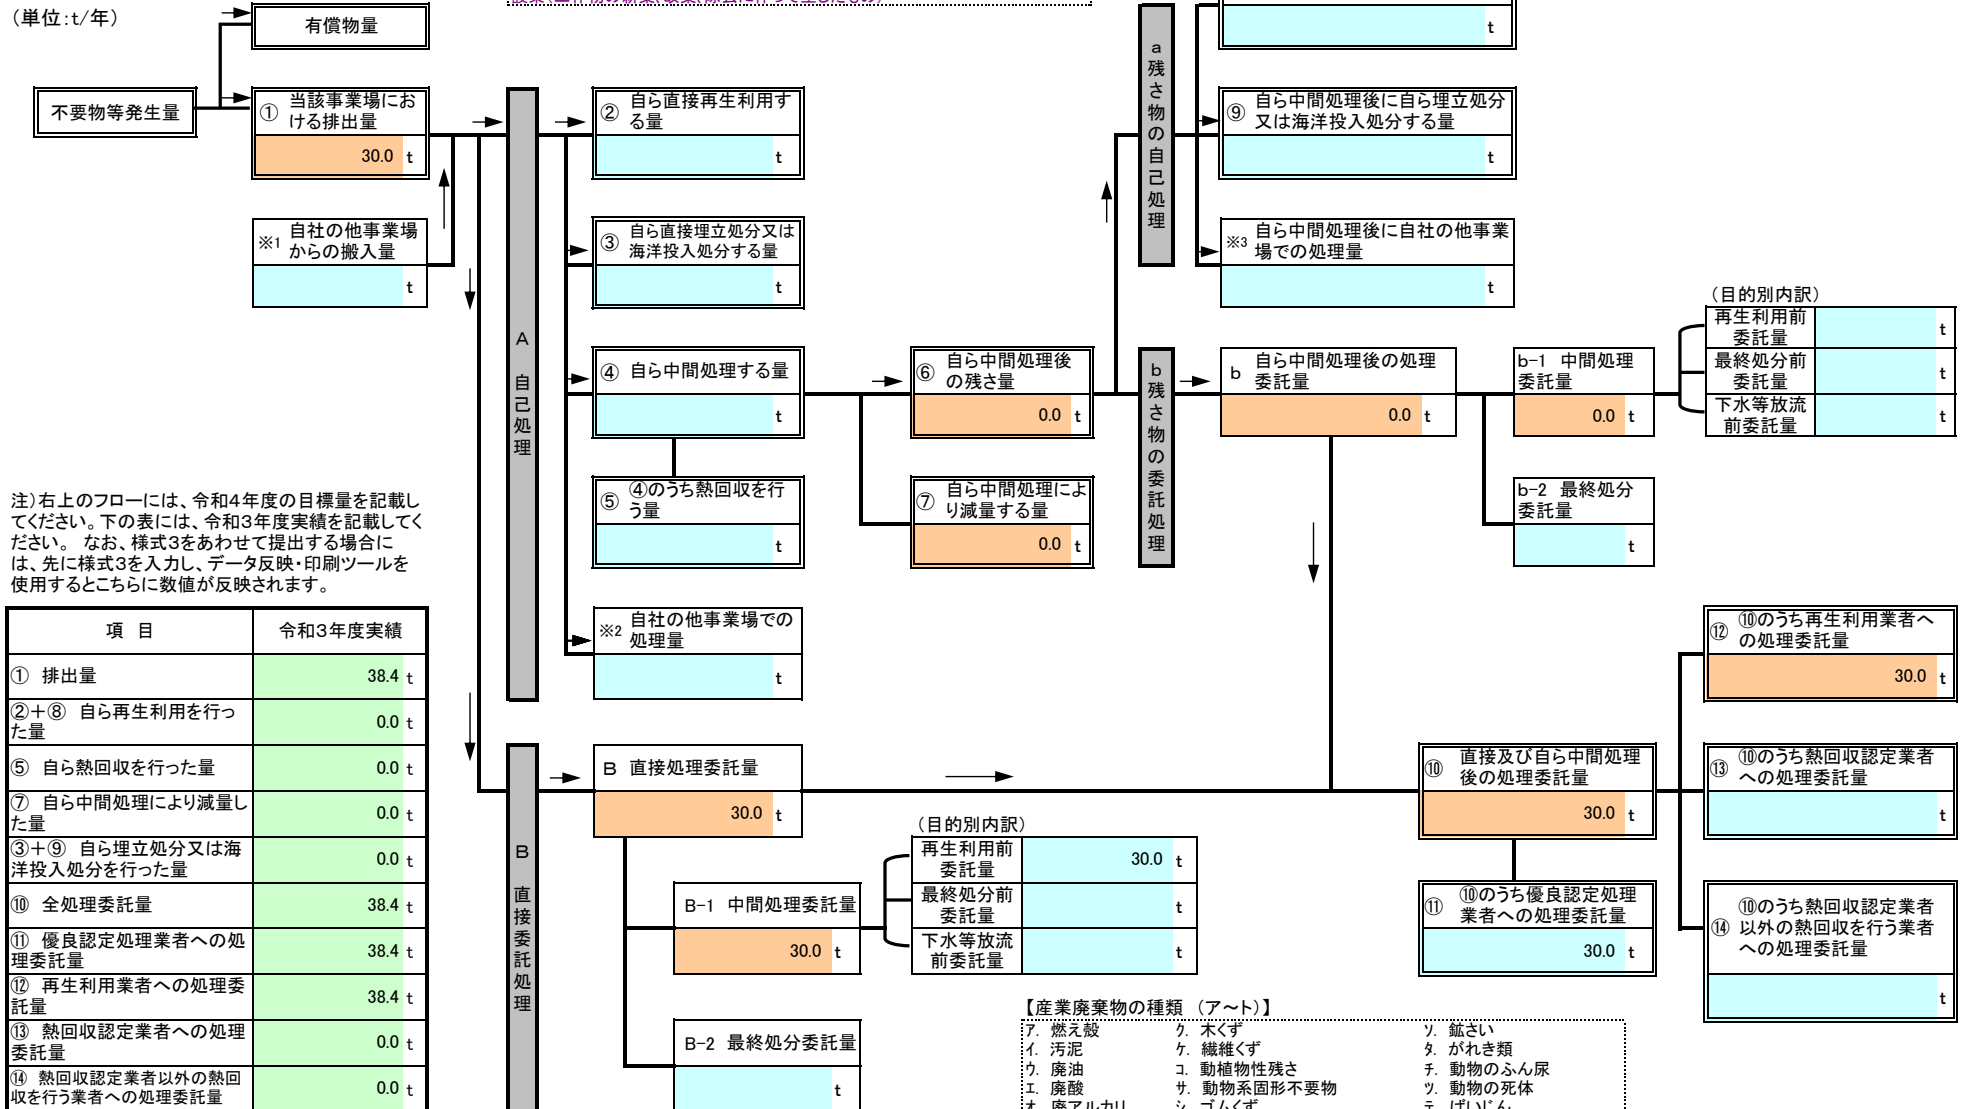 （単位：t/年）
有償物量
t
不要物等発生量
① 当該事業場にお
ける排出量
30.0 t
② 自ら直接再生利用す
る量
t
a 残さ物の自己処理
⑨ 自ら中間処理後に自ら埋立処分
又は海洋投入処分する量
t
※1 自社の他事業場
からの搬入量
t
③ 自ら直接埋立処分又は
海洋投入処分する量
t
※3 自ら中間処理後に自社の他事業
場での処理量
t
A 自己処理
④ 自ら中間処理する量
t
⑥ 自ら中間処理後
の残さ量
0.0 t
b 残さ物の委託処理
b 自ら中間処理後の処理
委託量
0.0 t
b-1 中間処理
委託量
0.0 t
（目的別内訳）
再生利用前
委託量 t
最終処分前
委託量 t
下水等放流
前委託量 t
⑤ ④のうち熱回収を行
う量
t
⑦ 自ら中間処理によ
り減量する量
0.0 t
b-2 最終処分
委託量
t
注）右上のフローには、令和４年度の目標量を記載し
てください。下の表には、令和３年度実績を記載してく
ださい。 なお、様式３をあわせて提出する場合に
は、先に様式３を入力し、データ反映・印刷ツールを
使用するとこちらに数値が反映されます。
※2 自社の他事業場での
処理量
t
項 目 令和３年度実績
① 排出量 38.4 t
②＋⑧ 自ら再生利用を行っ
た量 0.0 t
⑤ 自ら熱回収を行った量 0.0 t
⑦ 自ら中間処理により減量し
た量 0.0 t
③＋⑨ 自ら埋立処分又は海
洋投入処分を行った量 0.0 t
⑩ 全処理委託量 38.4 t
⑪ 優良認定処理業者への処
理委託量 38.4 t
⑫ 再生利用業者への処理委
託量 38.4 t
⑬ 熱回収認定業者への処理
委託量 0.0 t
⑭ 熱回収認定業者以外の熱回
収を行う業者への処理委託量 0.0 t
B 直接委託処理
B 直接処理委託量
30.0 t
（目的別内訳）
再生利用前
委託量 30.0 t
最終処分前
委託量 t
下水等放流
前委託量 t
B-1 中間処理委託量
30.0 t
B-2 最終処分委託量
t
⑩ 直接及び自ら中間処理
後の処理委託量
30.0 t
⑪ ⑩のうち優良認定処理
業者への処理委託量
30.0 t
⑫ ⑩のうち再生利用業者へ
の処理委託量
30.0 t
⑬ ⑩のうち熱回収認定業者
への処理委託量
t
⑭ ⑩のうち熱回収認定業者
以外の熱回収を行う業者
への処理委託量
t
【産業廃棄物の種類 （ア～ト）】
ア. 燃え殻 ク. 木くず ソ. 鉱さい
イ. 汚泥 ケ. 繊維くず タ. がれき類
ウ. 廃油 コ. 動植物性残さ チ. 動物のふん尿
エ. 廃酸 サ. 動物系固形不要物 ツ. 動物の死体
オ. 廃アルカリ シ. ゴムくず テ. ばいじん